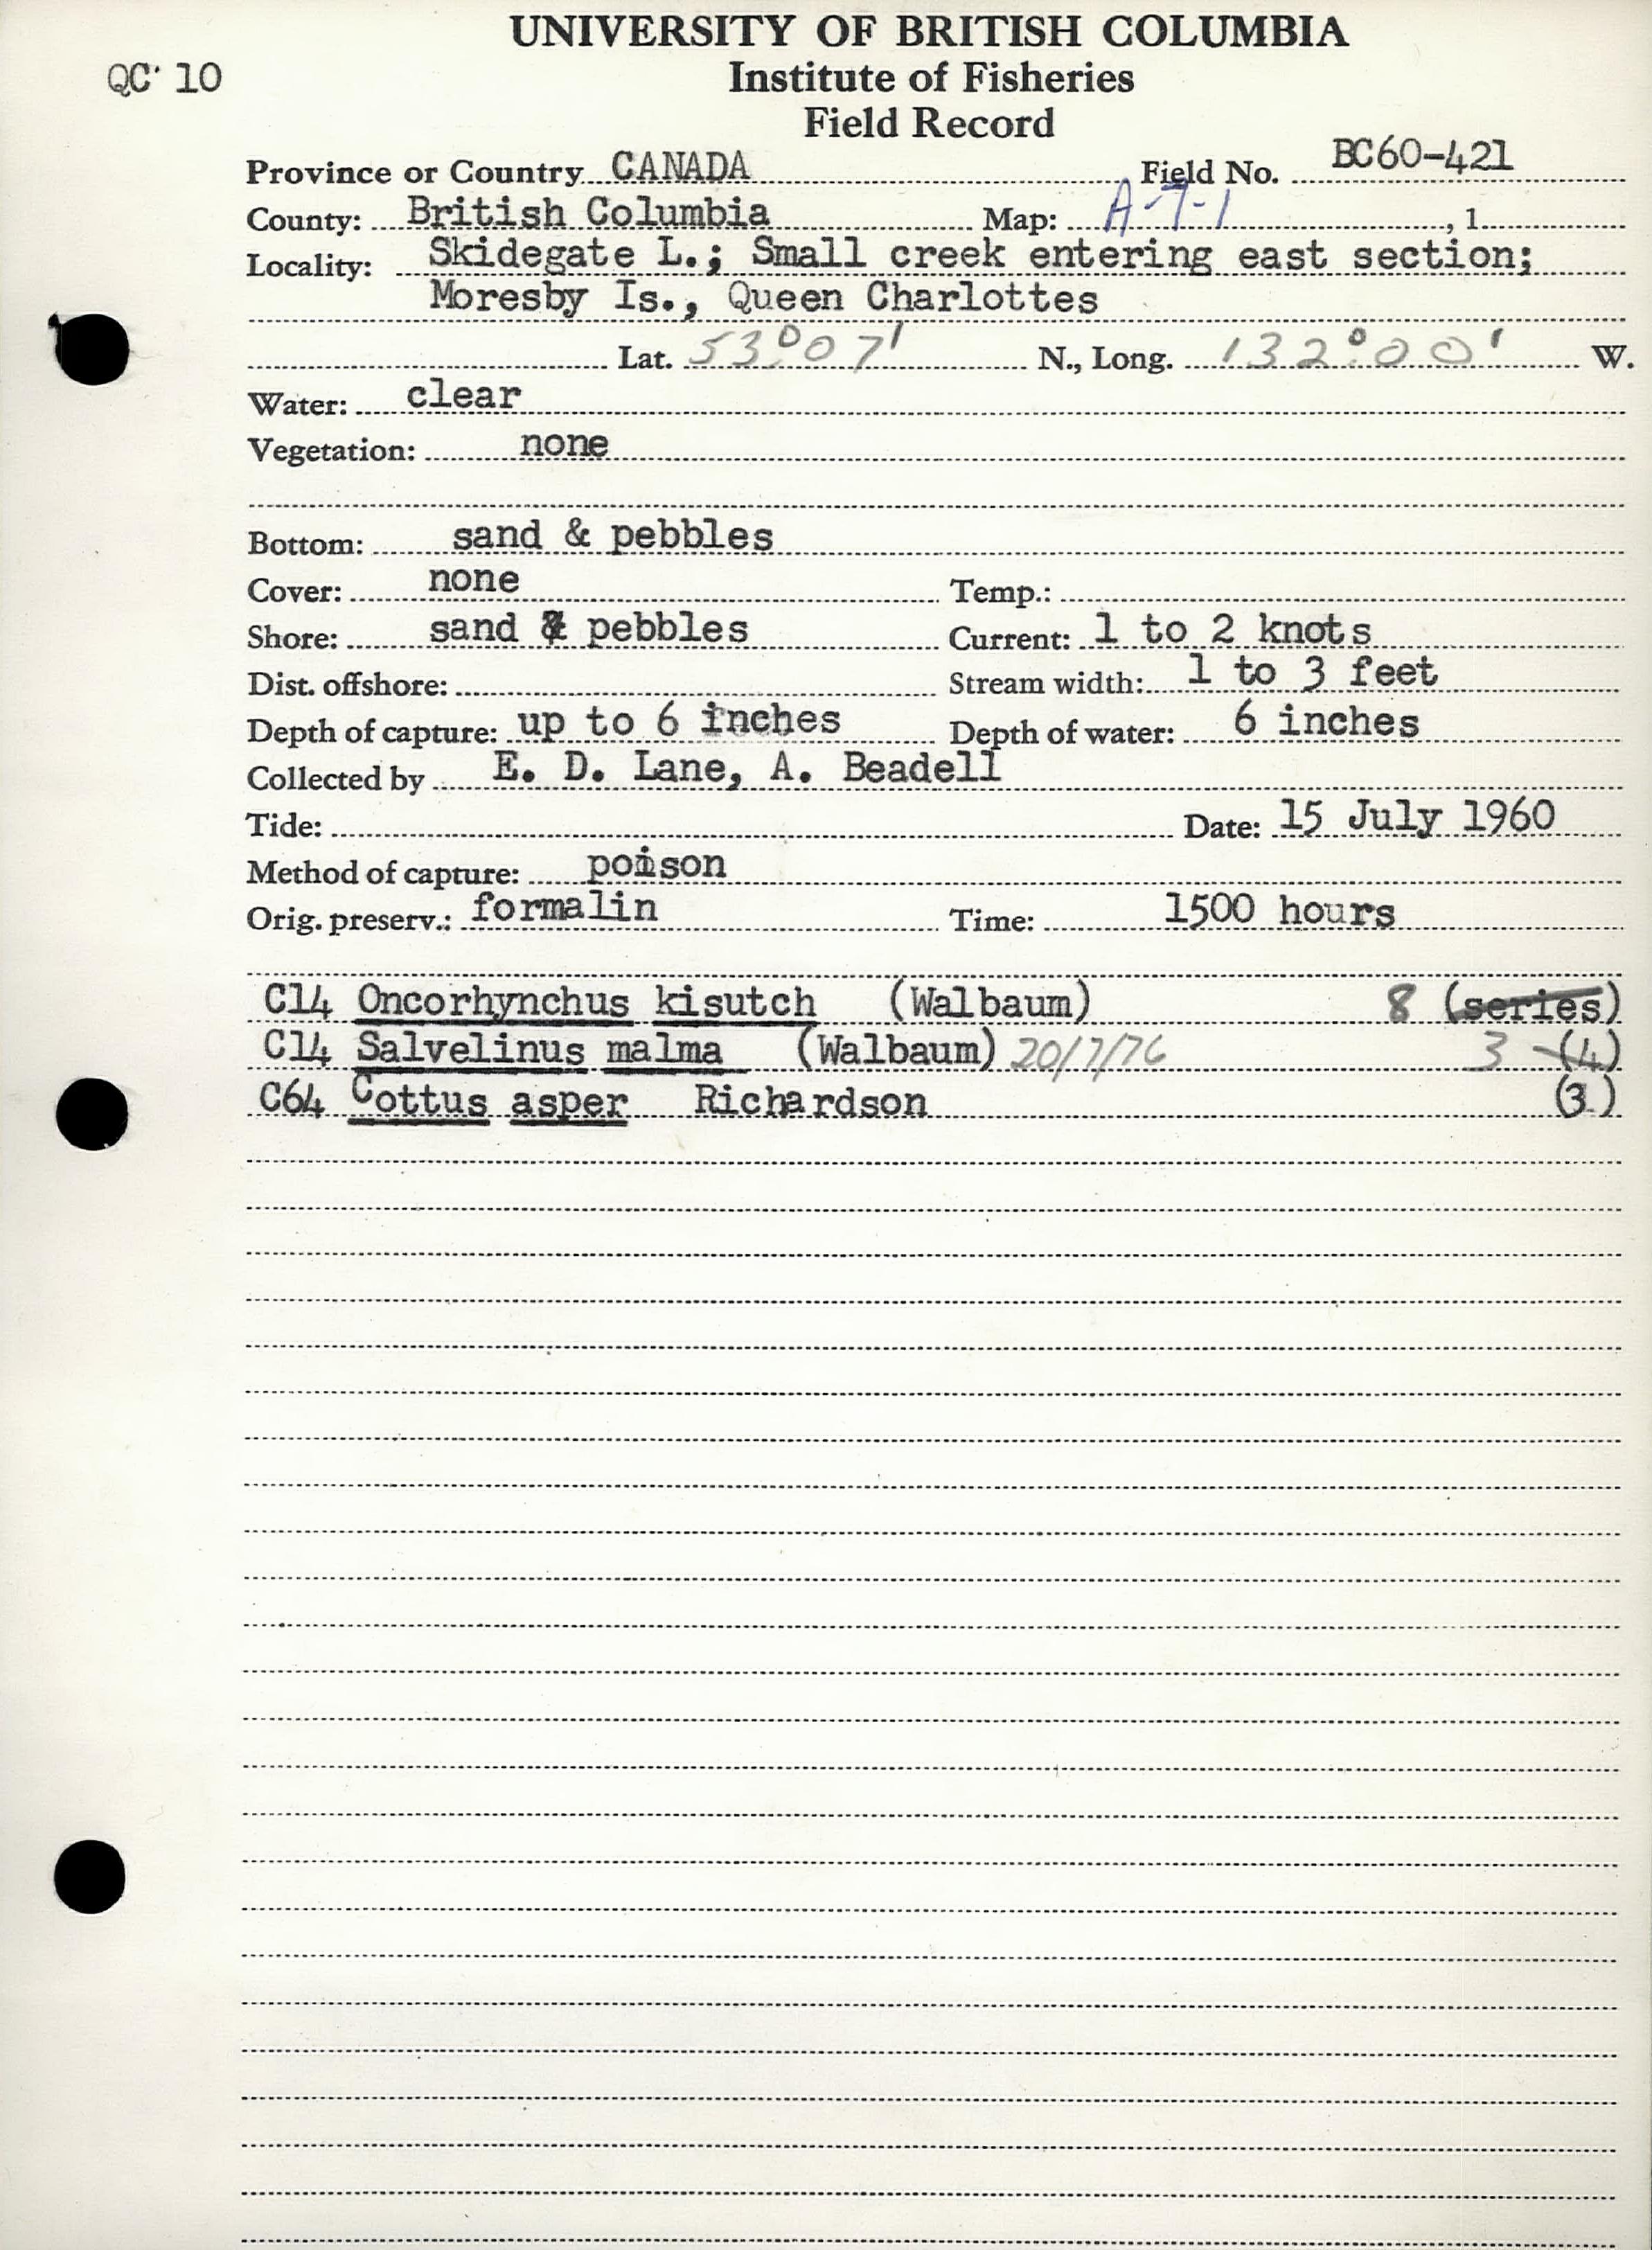 UNIVERSITY OF BRITISH COLUMBIA
QC 10
Institute of Fisheries
Field Record
Province or Country CANADA Field No. BC60-421
County: British Columbia Map: A-7-1 , 1
Locality: Skidegate L.; Small creek entering east section;
Moresby Is., Queen Charlottes
Lat. 53°07' N., Long. 132°00' W.
Water: clear
Vegetation: none
Bottom: sand & pebbles
Cover: none Temp.:
Shore: sand & pebbles Current: 1 to 2 knots
Dist. offshore: Stream width: 1 to 3 feet
Depth of capture: up to 6 inches Depth of water: 6 inches
Collected by E. D. Lane, A. Beadell
Tide: Date: 15 July 1960
Method of capture: poison
Orig. preserv.: formalin Time: 1500 hours
C14 Oncorhynchus kisutch (Walbaum) 8 (series)
C14 Salvelinus malma (Walbaum) 20/7/76 3 (4)
C64 Cottus asper Richardson (3)